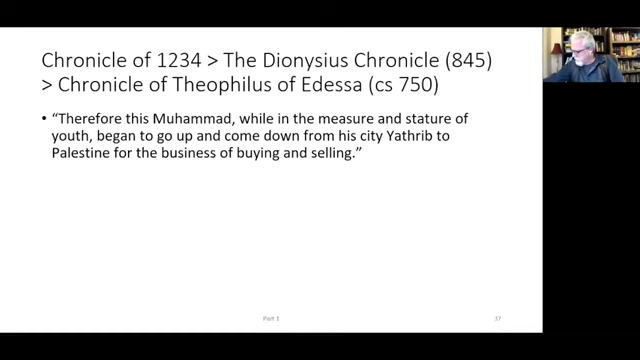 Chronicle of 1234 > The Dionysius Chronicle (845)
> Chronicle of Theophilus of Edessa (cs 750)
• “Therefore this Muhammad, while in the measure and stature of
youth, began to go up and come down from his city Yathrib to
Palestine for the business of buying and selling.”
Part 1
37